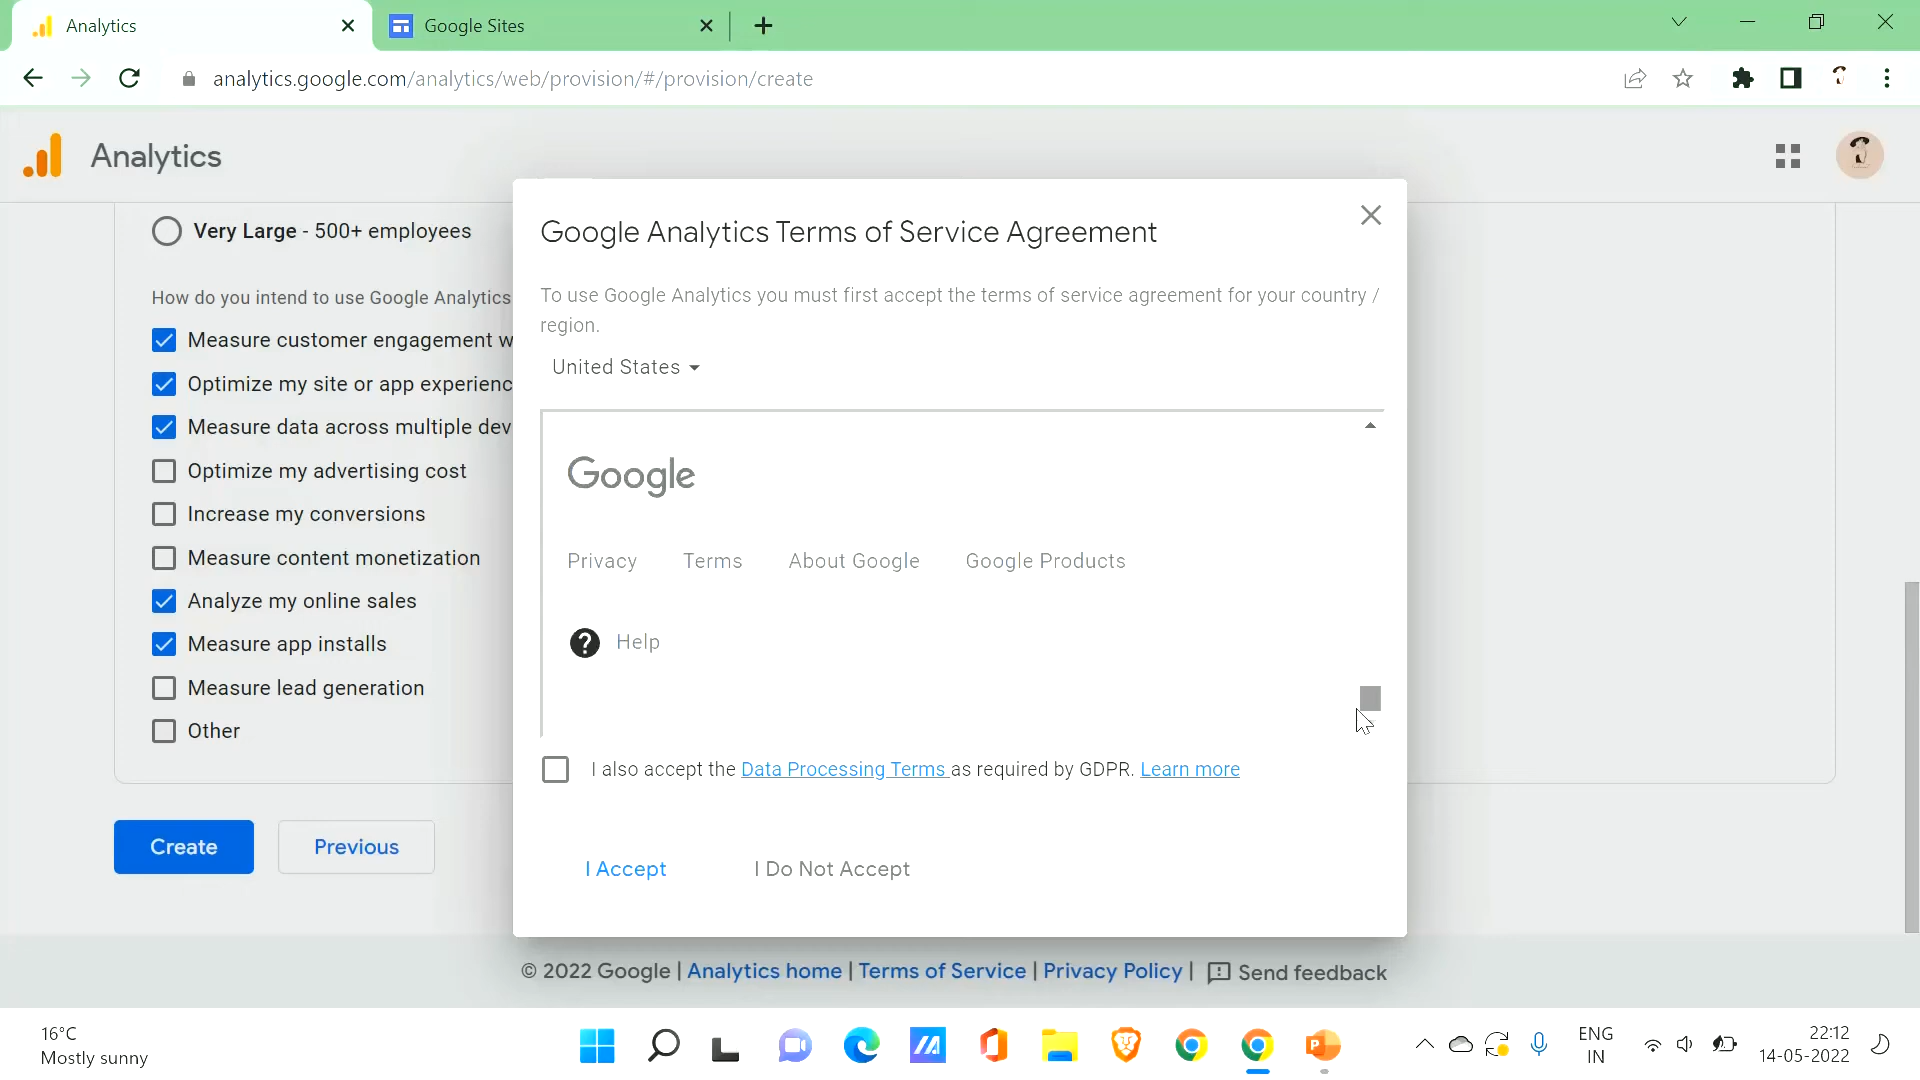 Analytics
Google Sites
analytics.google.com/analytics/web/provision/#/provision/create
Analytics
Very Large - 500+ employees
How do you intend to use Google Analytics
Measure customer engagement w
Optimize my site or app experienc
Measure data across multiple dev
Optimize my advertising cost
Increase my conversions
Measure content monetization
Analyze my online sales
Measure app installs
Measure lead generation
Other
Create
Previous
Google Analytics Terms of Service Agreement
To use Google Analytics you must first accept the terms of service agreement for your country /
region.
United States
Google
Privacy
Terms
About Google
Google Products
Help
I also accept the Data Processing Terms as required by GDPR. Learn more
I Accept
I Do Not Accept
© 2022 Google | Analytics home | Terms of Service | Privacy Policy | Send feedback
16°C
Mostly sunny
ENG
IN
22:12
14-05-2022